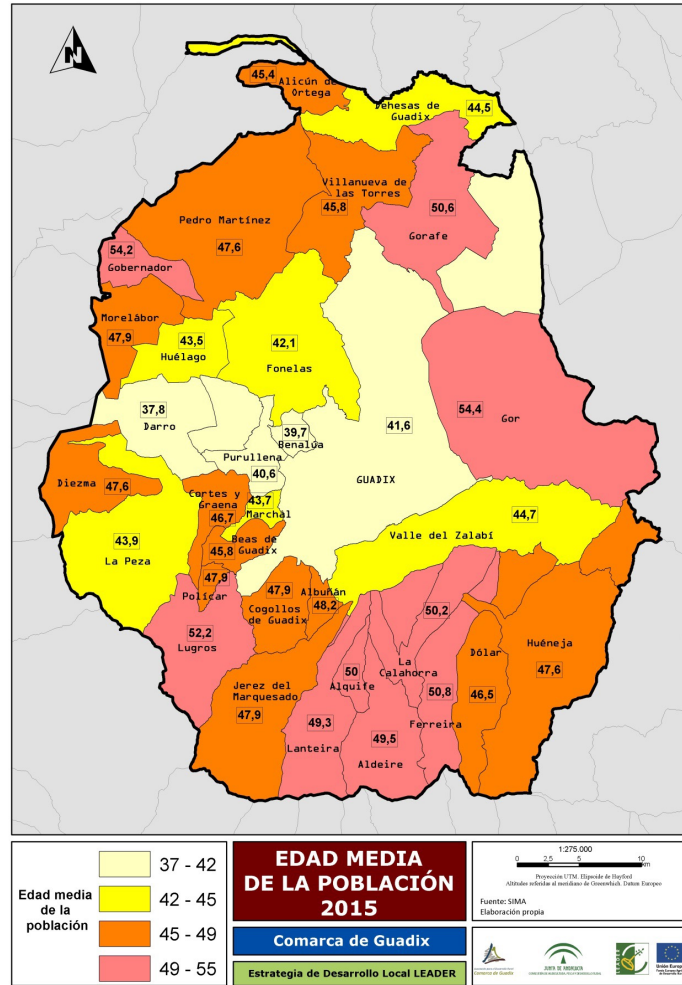 N
45,4
Alicún de
Ortega
Dehesas de
Guadix
44,5
Villanueva de
las Torres
45,8
50,6
Gorafe
Pedro Martínez
47,6
54,2
Gobernador
Morelábor
47,9
43,5
Huélago
42,1
Fonelas
37,8
Darro
39,7
Benalúa
Purullena
40,6
41,6
GUADIX
54,4
Gor
Diezma
47,6
Cortes y
Graena
46,7
43,7
Marchal
43,9
La Peza
45,8
Beas de
Guadix
44,7
Valle del Zalabí
47,9
Polícar
47,9
Cogollos
de Guadix
Albuñán
48,2
52,2
Lugros
50,2
La
Calahorra
Dólar
46,5
Huéneja
47,6
Jerez del
Marquesado
47,9
50
Alquife
50,8
Ferreira
49,3
Lanteira
49,5
Aldeire
Edad media
de la
población
37 - 42
42 - 45
45 - 49
49 - 55
EDAD MEDIA
DE LA POBLACIÓN
2015
Comarca de Guadix
Estrategia de Desarrollo Local LEADER
1:275.000
0 2,5 5 10
km
Proyección UTM. Elipsoide de Hayford
Altitudes referidas al meridiano de Greenwhich. Datum Europeo
Fuente: SIMA
Elaboración propia
Comarca de Guadix
JUNTA DE ANDALUCIA
LEADER